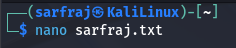 ┌──(sarfraj㉿KaliLinux)-[~]
└─$ nano sarfraj.txt